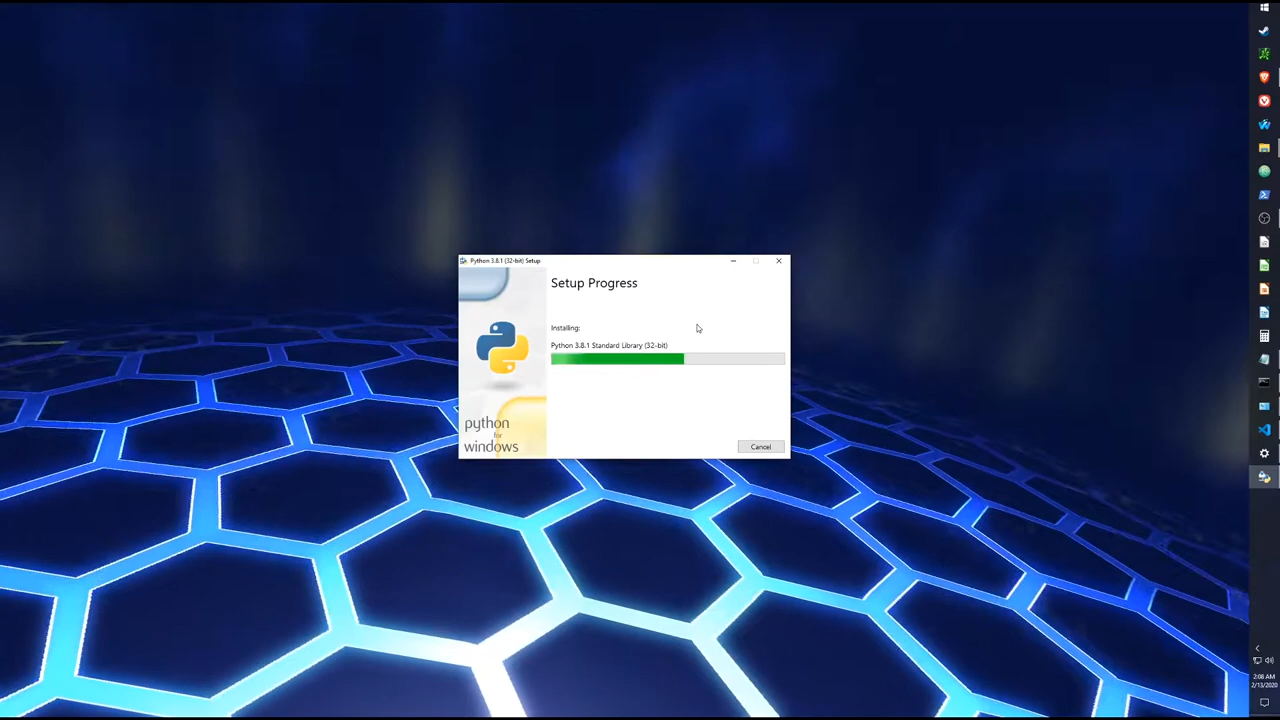 Python 3.8.1 (32-bit) Setup
Setup Progress
Installing:
Python 3.8.1 Standard Library (32-bit)
python
for
windows
Cancel
2:08 AM
2/13/2020